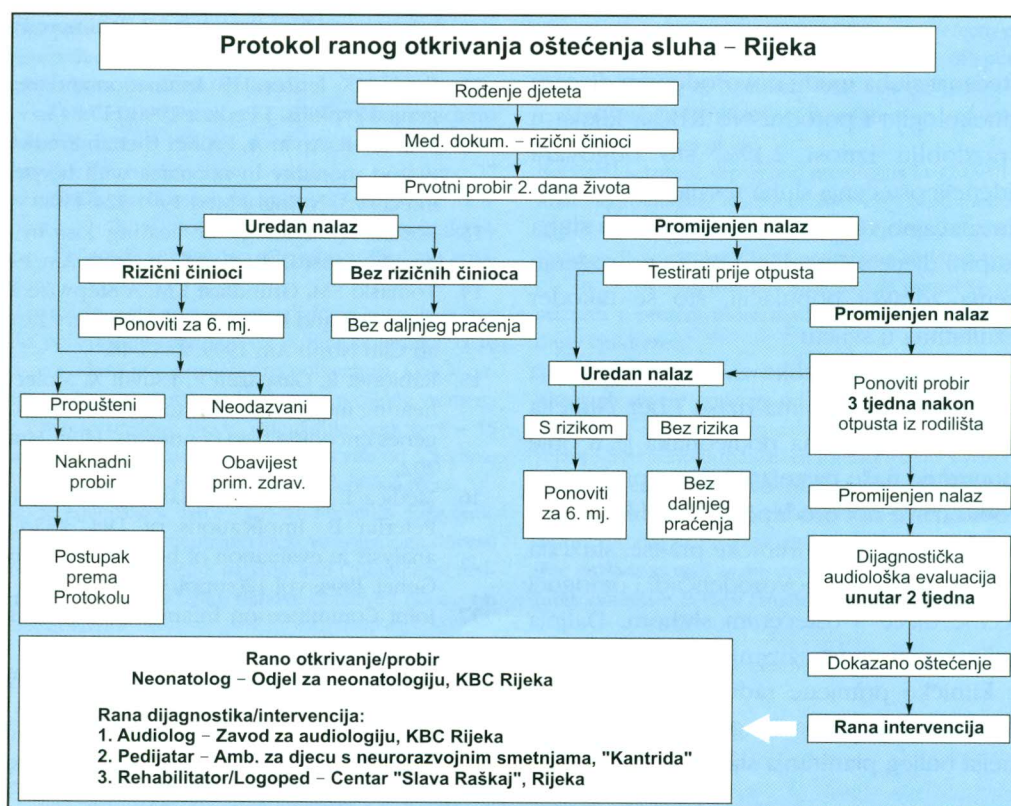 Protokol ranog otkrivanja oštećenja sluha – Rijeka
Rođenje djeteta
Med. dokum. – rizični činioci
Prvotni probir 2. dana života
Uredan nalaz
Rizični činioci
Bez rizičnih činioca
Ponoviti za 6. mj.
Bez daljnjeg praćenja
Propušteni
Neodazvani
Naknadni
probir
Obavijest
prim. zdrav.
Postupak
prema
Protokolu
Promijenjen nalaz
Testirati prije otpusta
Promijenjen nalaz
Uredan nalaz
S rizikom
Bez rizika
Ponoviti
za 6. mj.
Bez
daljnjeg
praćenja
Ponoviti probir
3 tjedna nakon
otpusta iz rodilišta
Promijenjen nalaz
Dijagnostička
audiološka evaluacija
unutar 2 tjedna
Dokazano oštećenje
Rana intervencija
Rano otkrivanje/probir
Neonatolog – Odjel za neonatologiju, KBC Rijeka
Rana dijagnostika/intervencija:
1. Audiolog – Zavod za audiologiju, KBC Rijeka
2. Pedijatar – Amb. za djecu s neurorazvojnim smetnjama, "Kantrida"
3. Rehabilitator/Logoped – Centar "Slava Raškaj", Rijeka